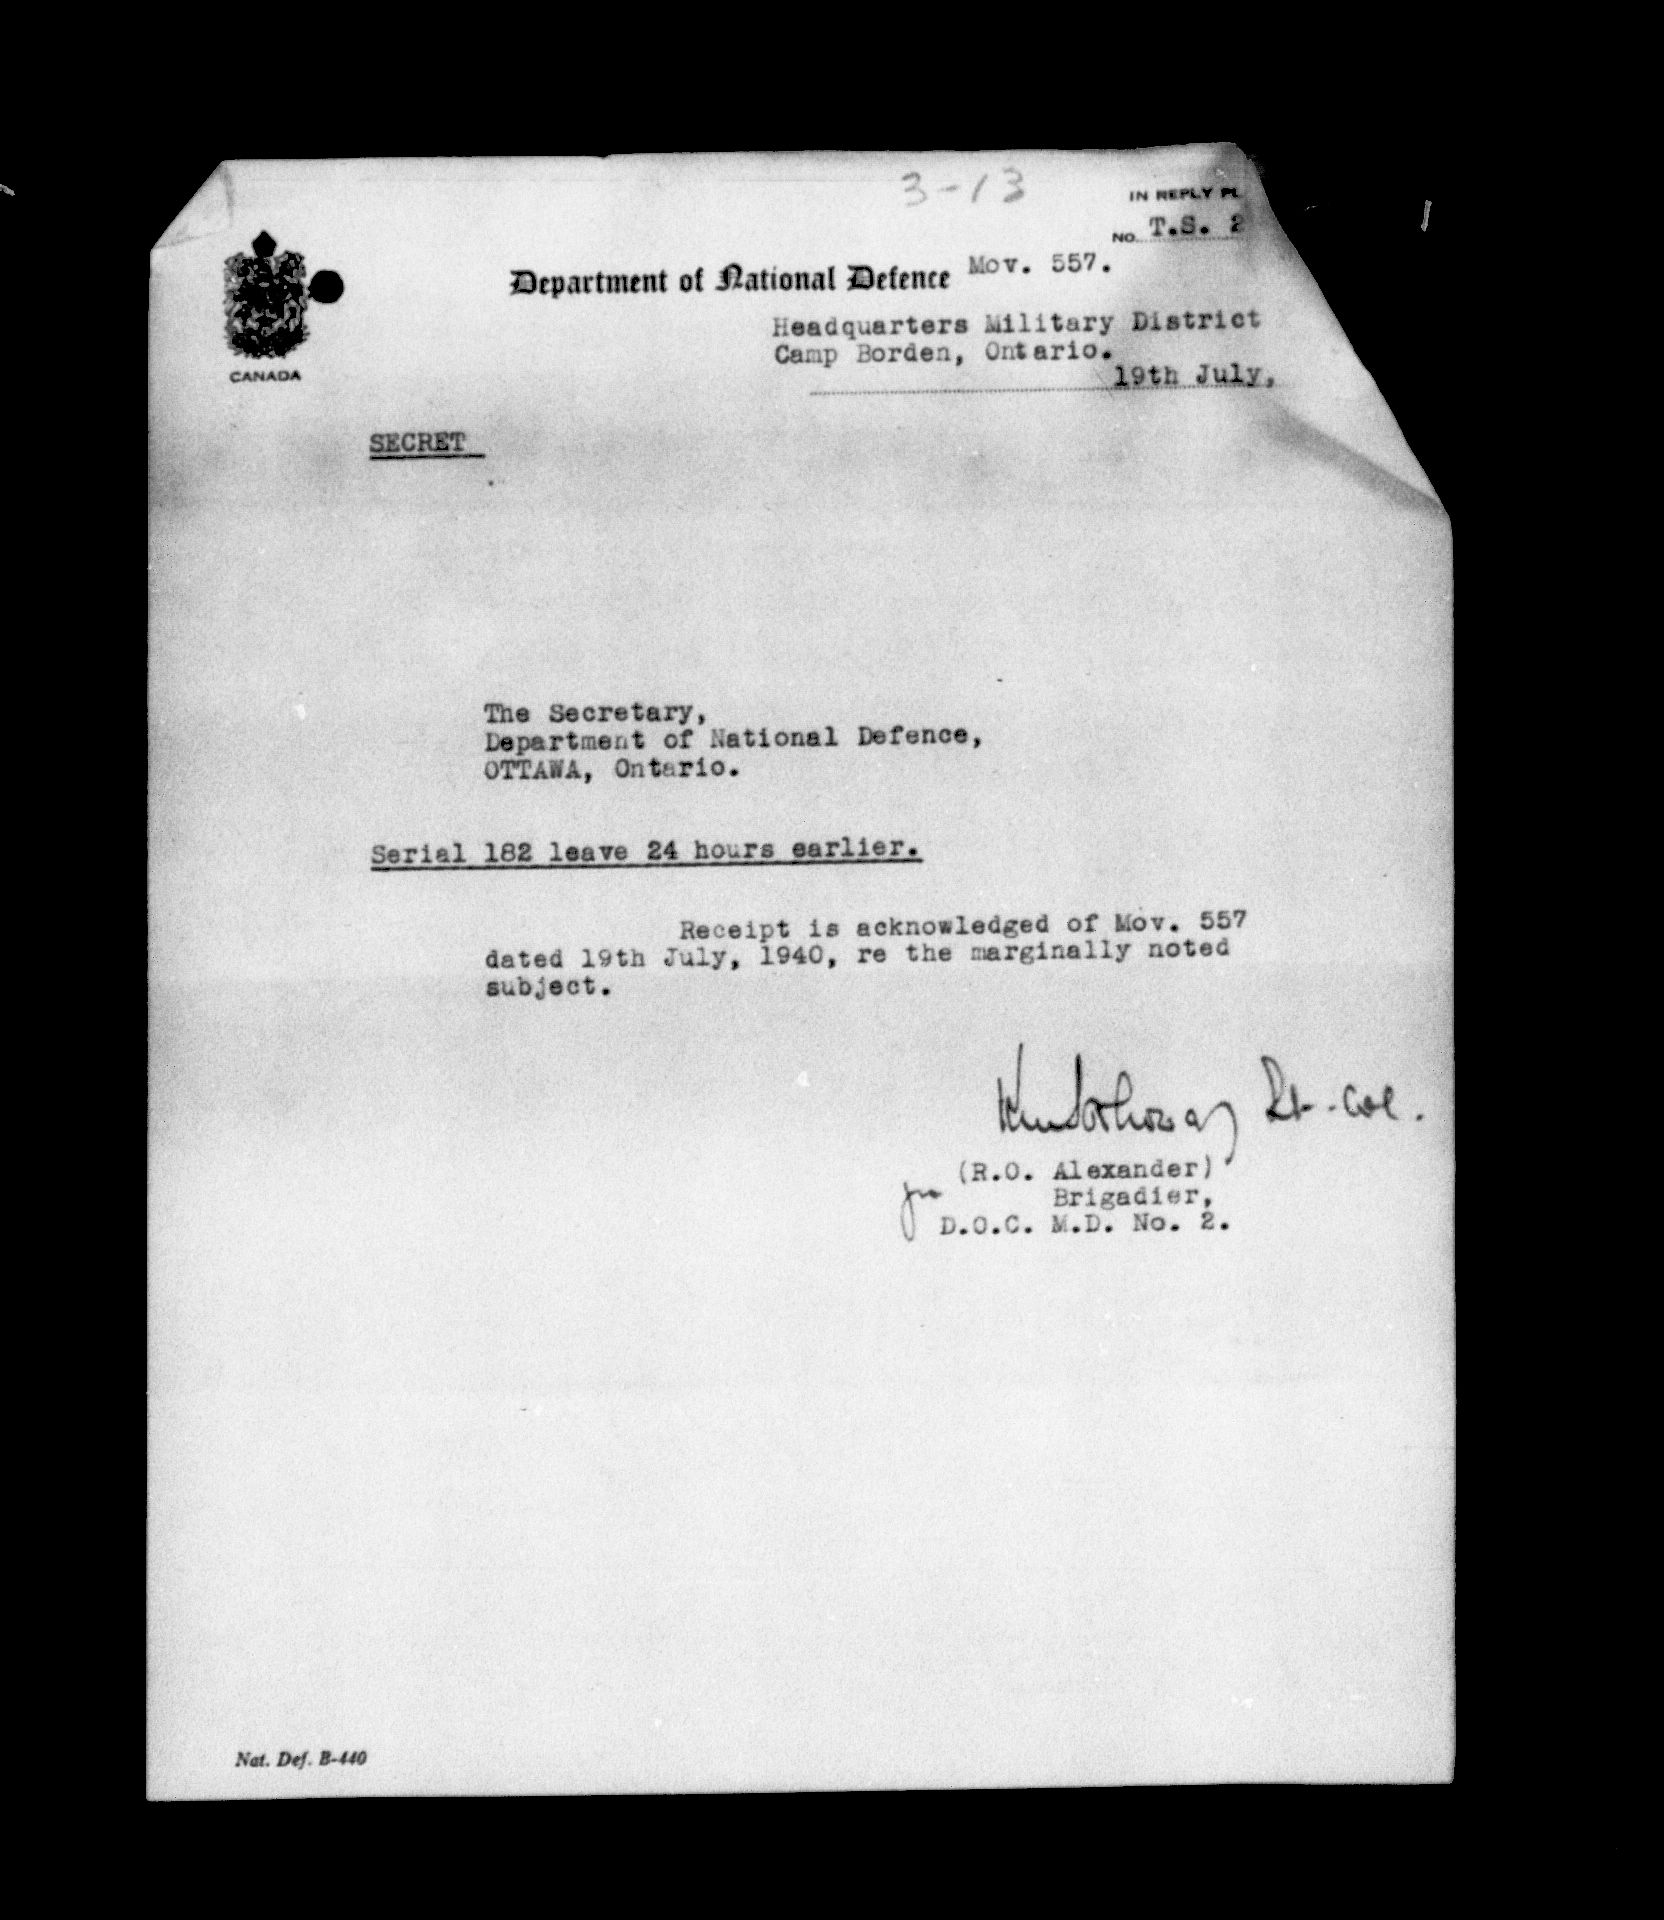 3-13
IN REPLY PL
NO. T.S. 2
Department of National Defence
Mov. 557.
CANADA
Headquarters Military District
Camp Borden, Ontario.
19th July,
SECRET
The Secretary,
Department of National Defence,
OTTAWA, Ontario.
Serial 182 leave 24 hours earlier.
Receipt is acknowledged of Mov. 557
dated 19th July, 1940, re the marginally noted
subject.
Lt-Col.
(R.O. Alexander)
for Brigadier,
D.O.C. M.D. No. 2.
Nat. Def. B-440